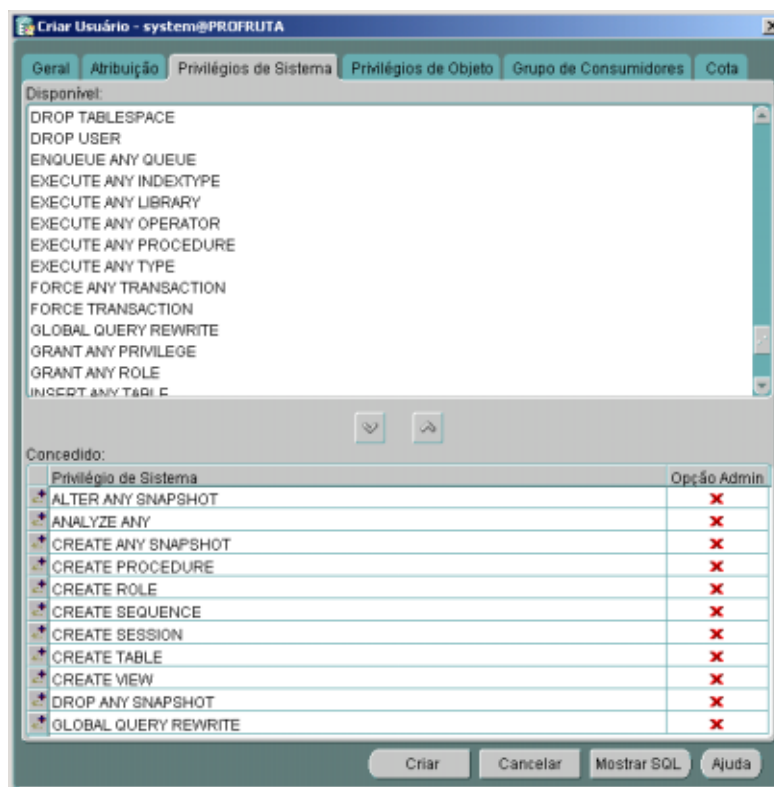 Criar Usuário - system@PROFRUTA
Geral Atribuição Privilégios de Sistema Privilégios de Objeto Grupo de Consumidores Cota
Disponível:
DROP TABLESPACE
DROP USER
ENQUEUE ANY QUEUE
EXECUTE ANY INDEXTYPE
EXECUTE ANY LIBRARY
EXECUTE ANY OPERATOR
EXECUTE ANY PROCEDURE
EXECUTE ANY TYPE
FORCE ANY TRANSACTION
FORCE TRANSACTION
GLOBAL QUERY REWRITE
GRANT ANY PRIVILEGE
GRANT ANY ROLE
INSERT ANY TABLE
Concedido:
Privilégio de Sistema Opção Admin
ALTER ANY SNAPSHOT
ANALYZE ANY
CREATE ANY SNAPSHOT
CREATE PROCEDURE
CREATE ROLE
CREATE SEQUENCE
CREATE SESSION
CREATE TABLE
CREATE VIEW
DROP ANY SNAPSHOT
GLOBAL QUERY REWRITE
Criar Cancelar Mostrar SQL Ajuda